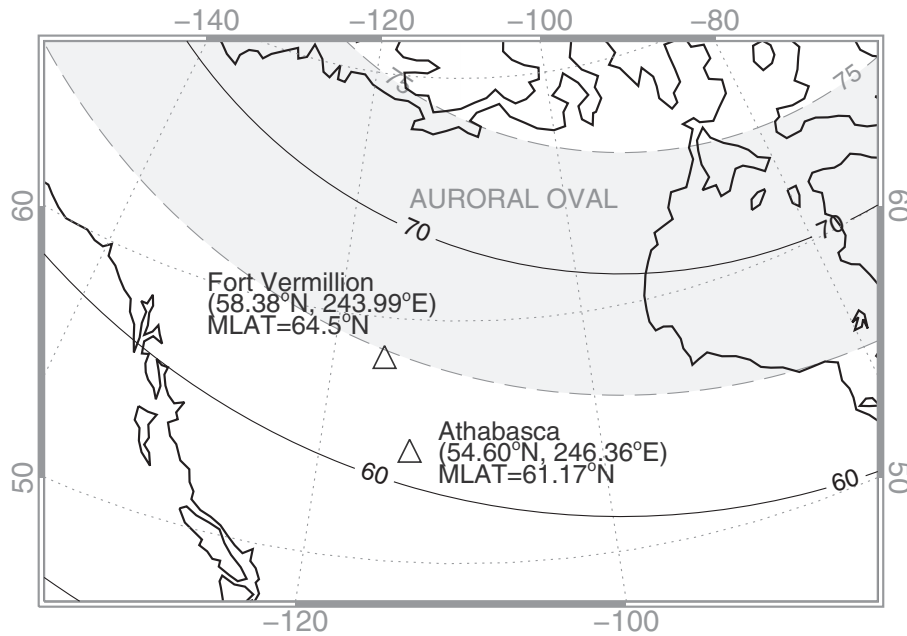 −140 −120 −100 −80
75 75
60 60
AURORAL OVAL
70 70
Fort Vermillion
(58.38°N, 243.99°E)
MLAT=64.5°N
Athabasca
(54.60°N, 246.36°E)
MLAT=61.17°N
60 60
50 50
−120 −100